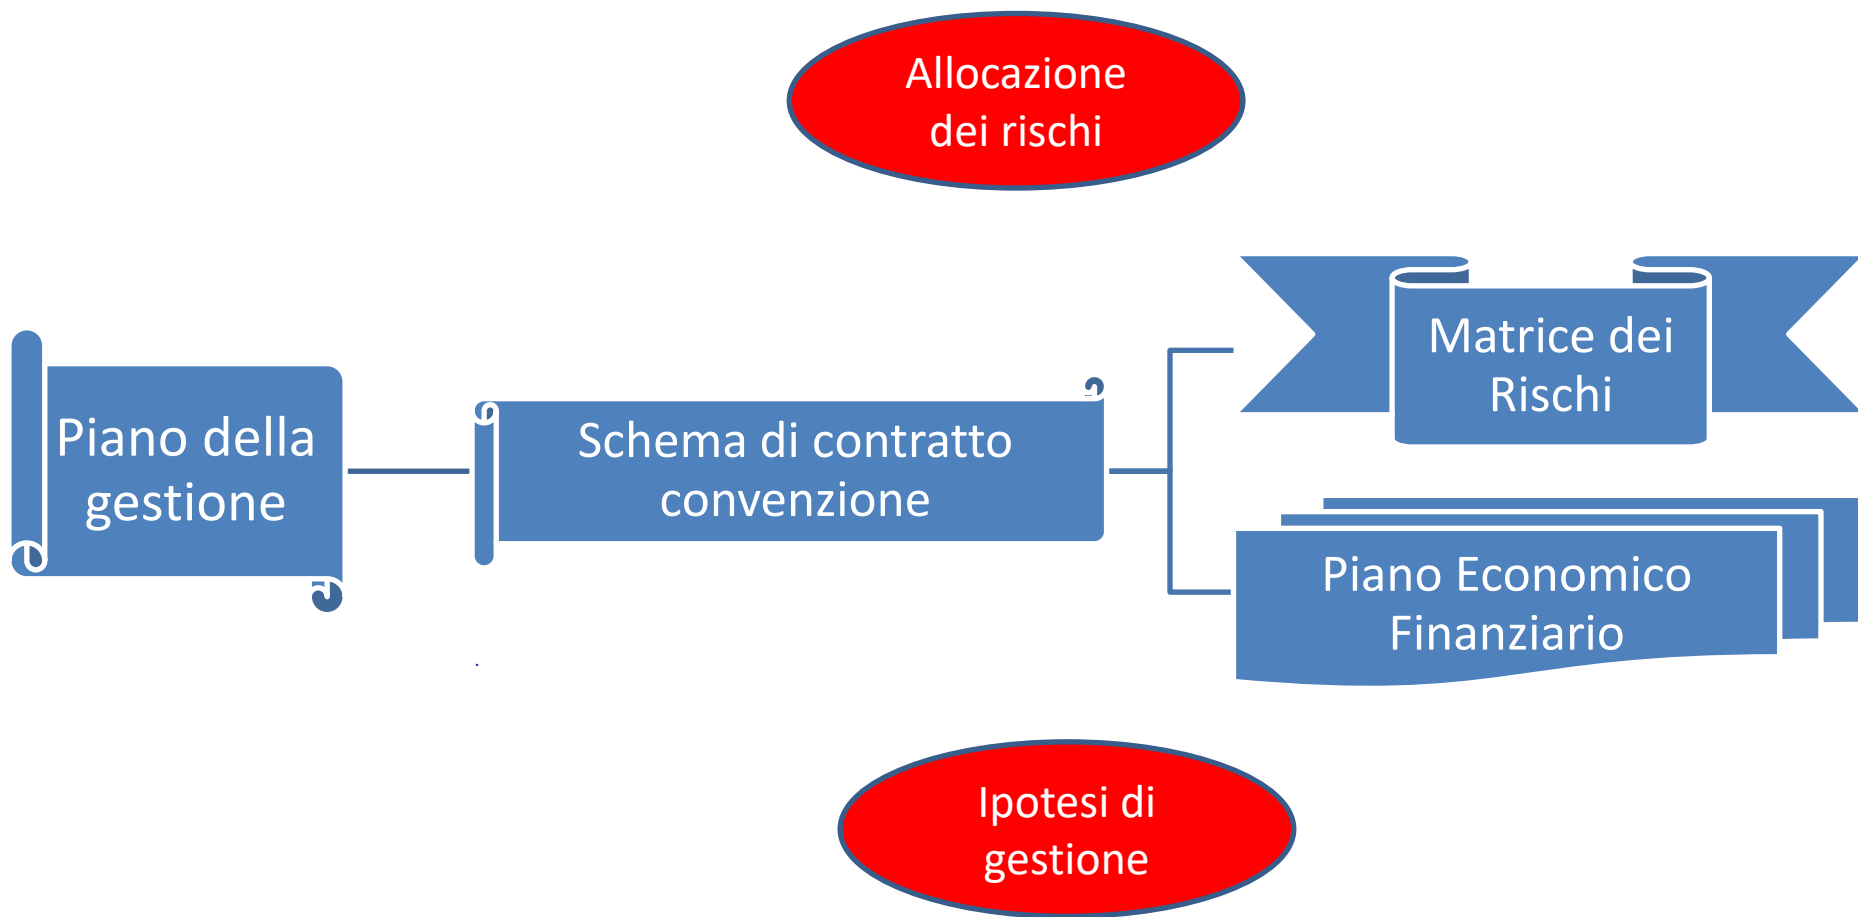 Allocazione
dei rischi
Matrice dei
Rischi
Piano della
gestione
Schema di contratto
convenzione
Piano Economico
Finanziario
Ipotesi di
gestione